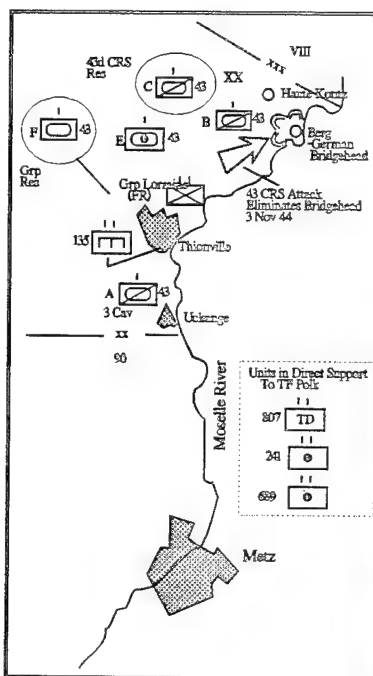 VIII
XXX
43d CRS
Res
XX
C 43
Haute Kontz
F 43
E 43
B 43
Berg
-German
Bridgehead
Grp
Res
Grp
(FR)
43 CRS Attack
Eliminates Bridgehead
3 Nov 44
135
Thionville
A 43
3 Cav
Uckange
XX
90
Units in Direct Support
To TF Polk
807 TD
241
689
Moselle River
Metz